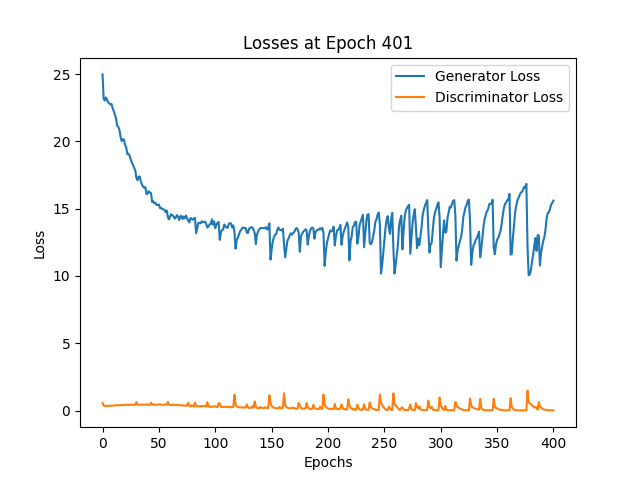 Losses at Epoch 401
Generator Loss
Discriminator Loss
25
20
15
10
5
0
Loss
0 50 100 150 200 250 300 350 400
Epochs